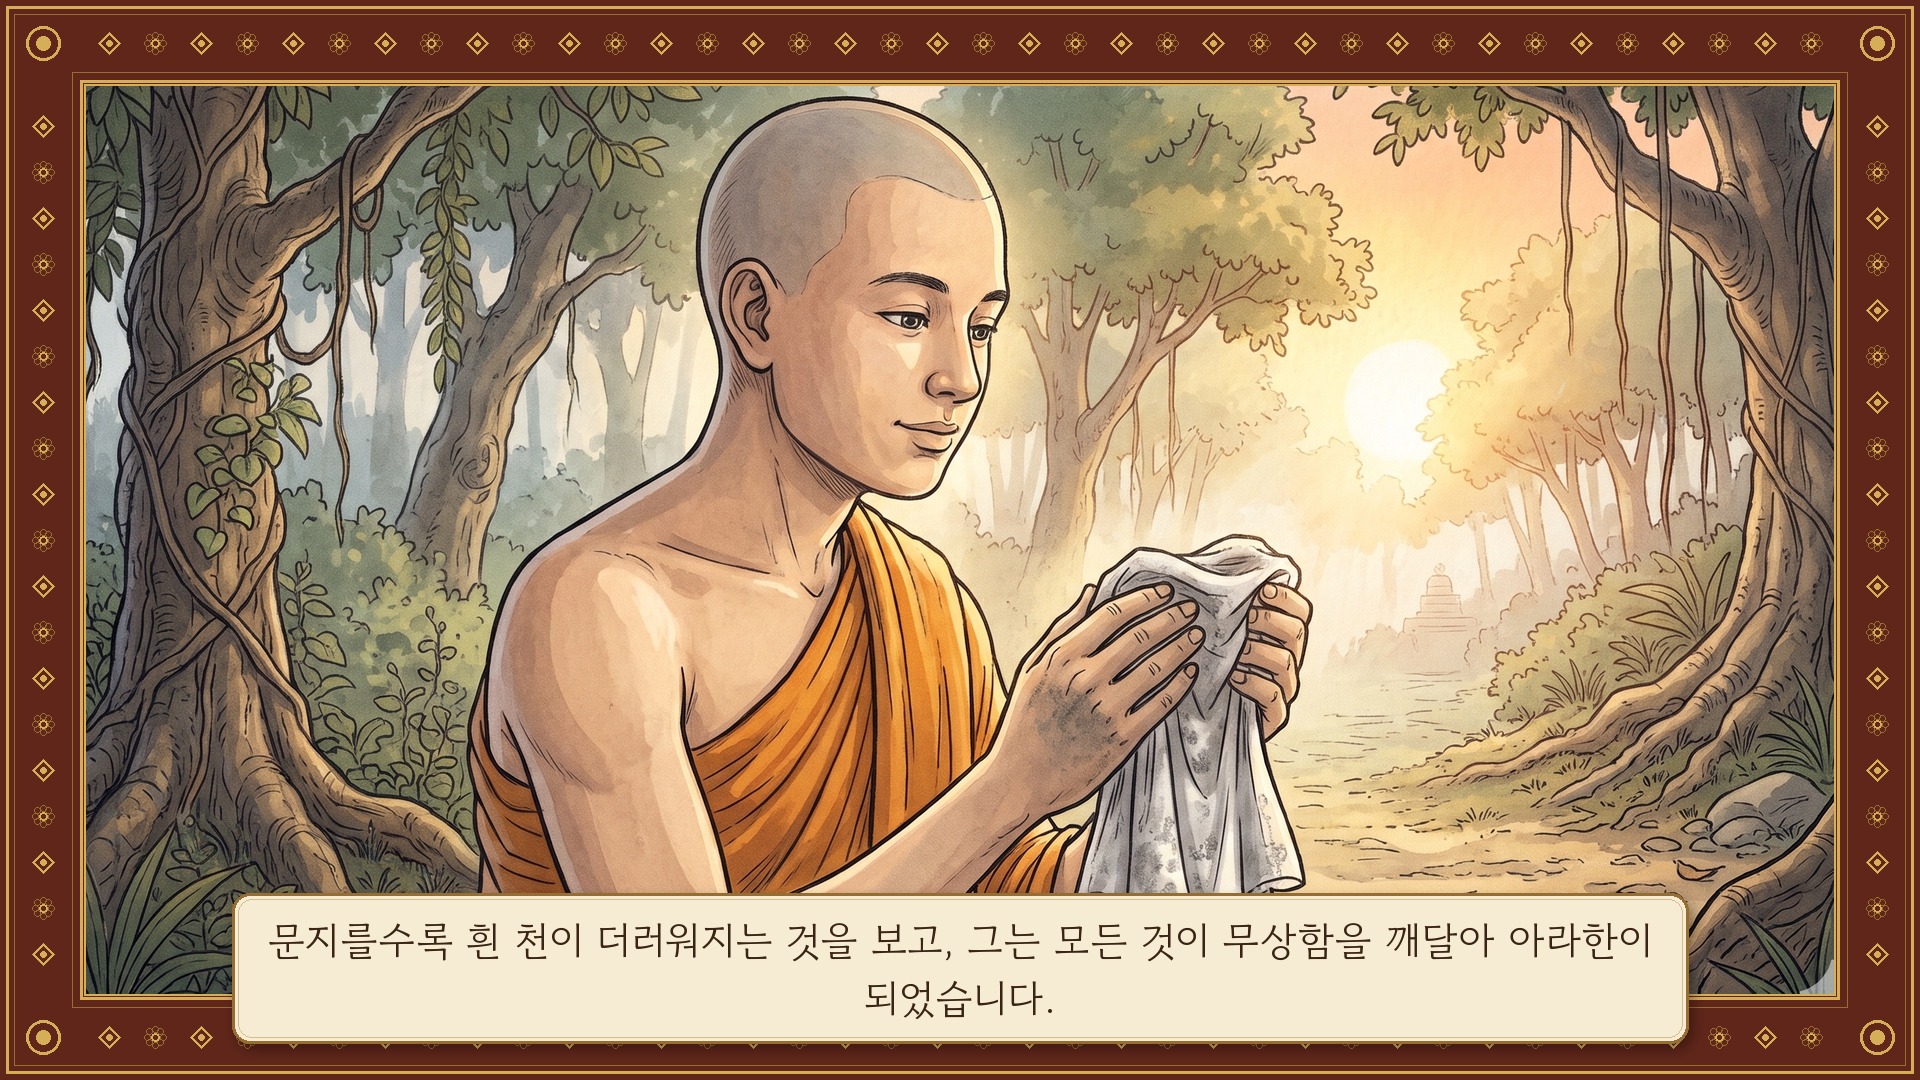 문지를수록 흰 천이 더러워지는 것을 보고, 그는 모든 것이 무상함을 깨달아 아라한이
되었습니다.